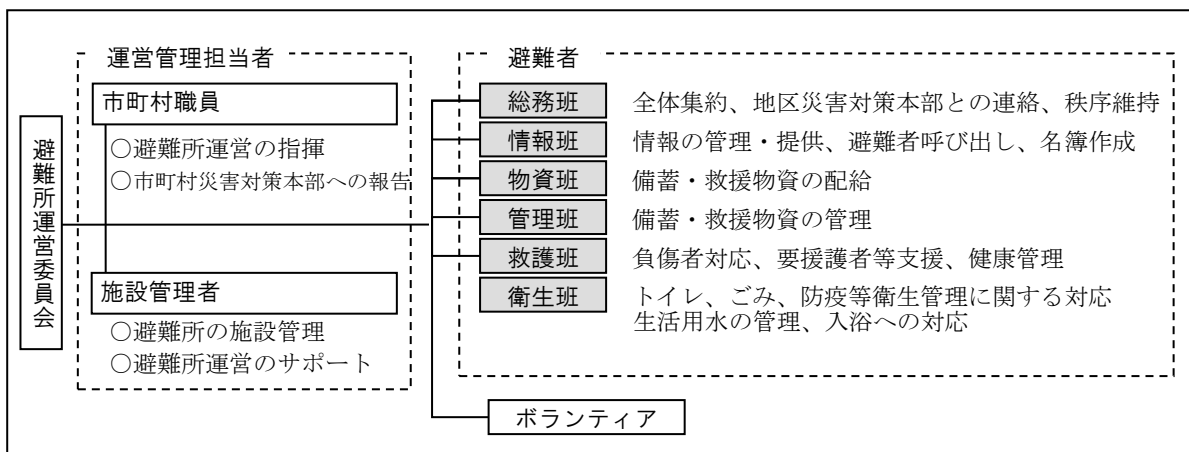 避難所運営委員会
運営管理担当者
市町村職員
○避難所運営の指揮
○市町村災害対策本部への報告
施設管理者
○避難所の施設管理
○避難所運営のサポート
避難者
総務班 全体集約、地区災害対策本部との連絡、秩序維持
情報班 情報の管理・提供、避難者呼び出し、名簿作成
物資班 備蓄・救援物資の配給
管理班 備蓄・救援物資の管理
救護班 負傷者対応、要援護者等支援、健康管理
衛生班 トイレ、ごみ、防疫等衛生管理に関する対応
生活用水の管理、入浴への対応
ボランティア